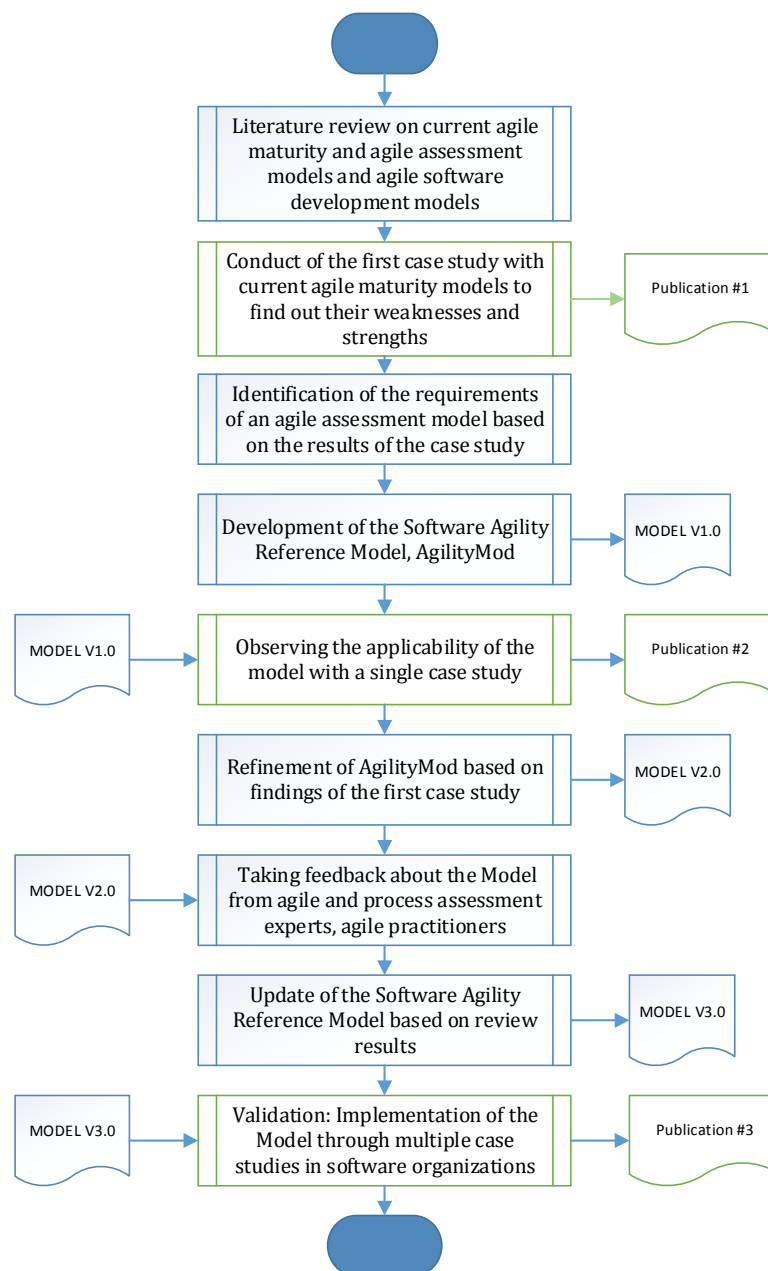 Literature review on current agile
maturity and agile assessment
models and agile software
development models
Conduct of the first case study with
current agile maturity models to
find out their weaknesses and
strengths
Publication #1
Identification of the requirements
of an agile assessment model based
on the results of the case study
Development of the Software Agility
Reference Model, AgilityMod
MODEL V1.0
MODEL V1.0
Observing the applicability of the
model with a single case study
Publication #2
Refinement of AgilityMod based on
findings of the first case study
MODEL V2.0
MODEL V2.0
Taking feedback about the Model
from agile and process assessment
experts, agile practitioners
Update of the Software Agility
Reference Model based on review
results
MODEL V3.0
MODEL V3.0
Validation: Implementation of the
Model through multiple case
studies in software organizations
Publication #3